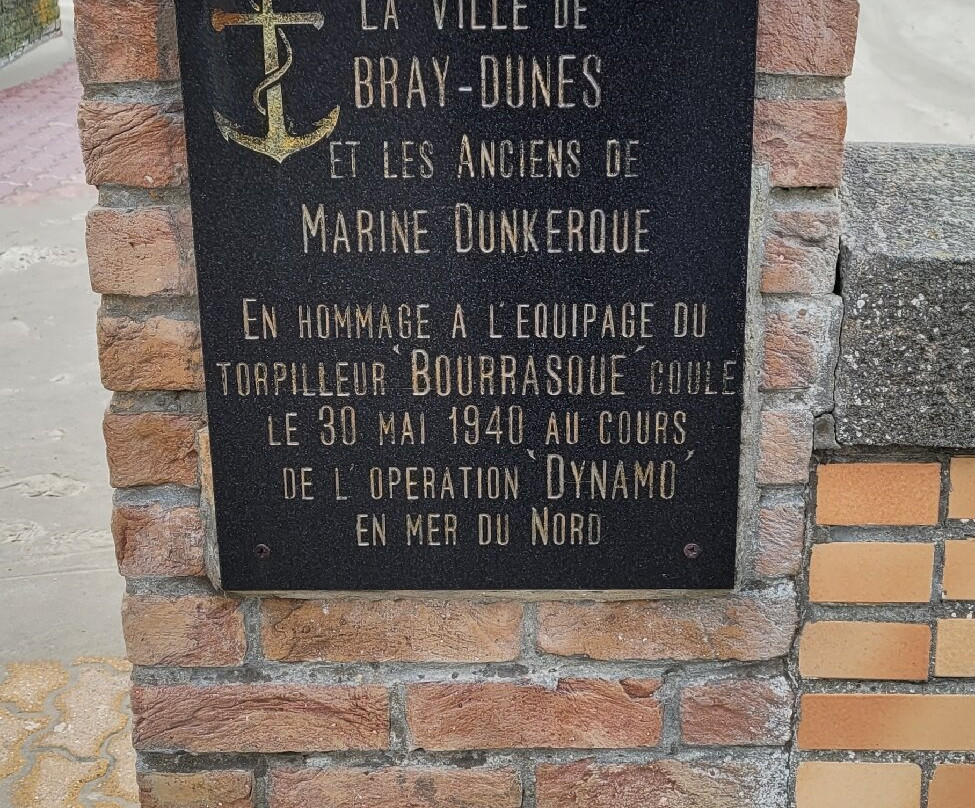 LA VILLE DE
BRAY-DUNES
ET LES ANCIENS DE
MARINE DUNKERQUE
EN HOMMAGE A L'EQUIPAGE DU
TORPILLEUR 'BOURRASQUE' COULE
LE 30 MAI 1940 AU COURS
DE L'OPERATION 'DYNAMO'
EN MER DU NORD